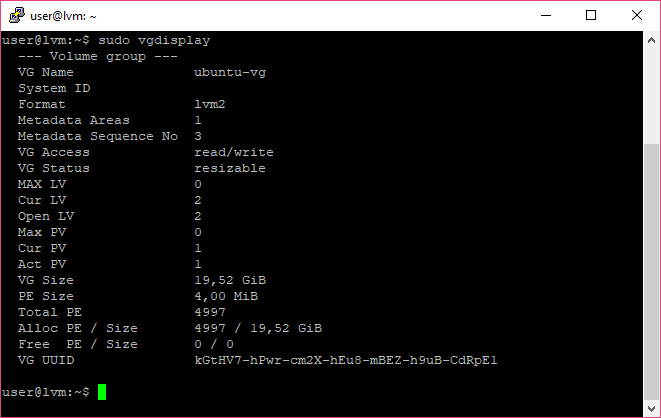 user@lvm: ~
user@lvm:~$ sudo vgdisplay
  --- Volume group ---
  VG Name               ubuntu-vg
  System ID
  Format                lvm2
  Metadata Areas        1
  Metadata Sequence No  3
  VG Access             read/write
  VG Status             resizable
  MAX LV                0
  Cur LV                2
  Open LV               2
  Max PV                0
  Cur PV                1
  Act PV                1
  VG Size               19,52 GiB
  PE Size               4,00 MiB
  Total PE              4997
  Alloc PE / Size       4997 / 19,52 GiB
  Free  PE / Size       0 / 0
  VG UUID               kGtHV7-hPwr-cm2X-hEu8-mBEZ-h9uB-CdRpE1
user@lvm:~$